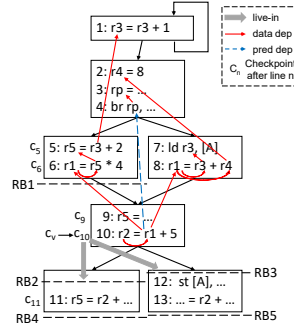 1: r3 = r3 + 1
live-in
data dep
pred dep
Cn Checkpoint
after line n
2: r4 = 8
3: rp = ...
4: br rp, ...
c5 5: r5 = r3 + 2
c6 6: r1 = r5 * 4
7: ld r3, [A]
8: r1 = r3 + r4
RB1
c9 9: r5 = ...
cv c10 10: r2 = r1 + 5
RB2
RB3
c11 11: r5 = r2 + ...
12: st [A], ...
13: ... = r2 + ...
RB4
RB5